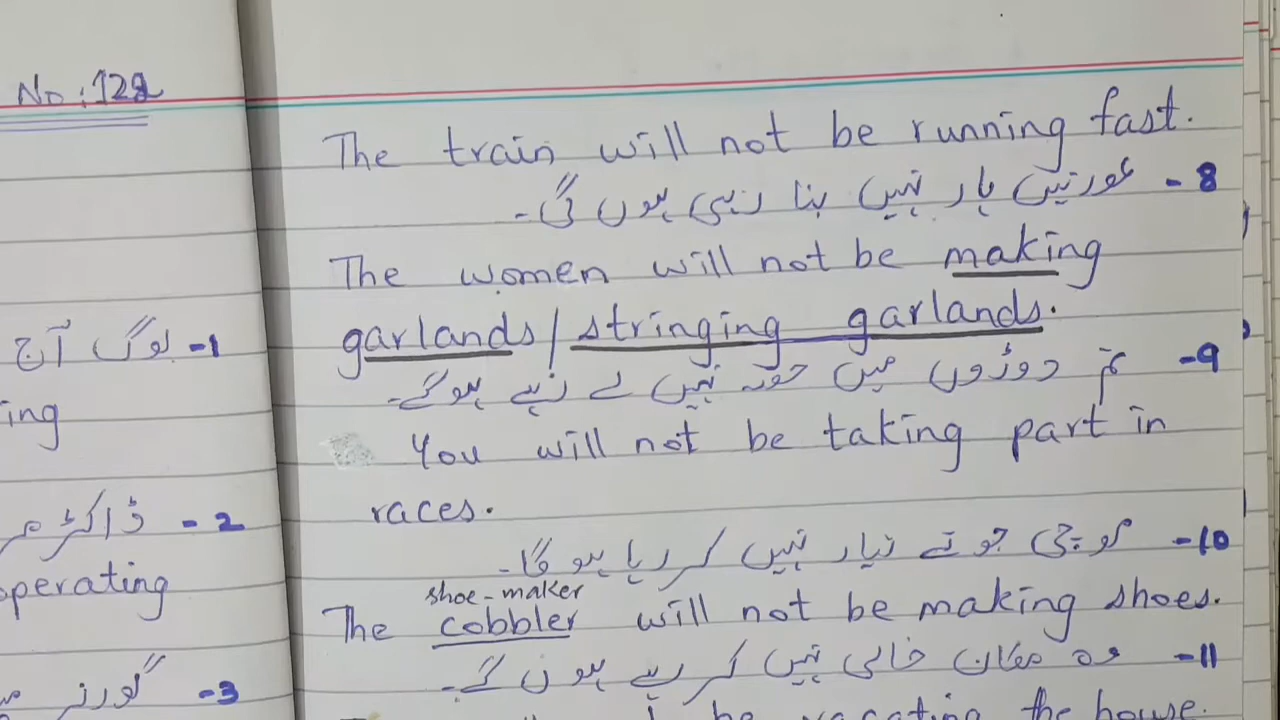 No: 122
1- لوگ آج
ing
2- ڈاکٹر مر
operating
3- گورنر
The train will not be running fast.
8- عورتیں ہار نہیں بنا رہی ہوں گی۔
The women will not be making
garlands/stringing garlands.
9- تم دوڑوں میں حصہ نہیں لے رہے ہوگے۔
You will not be taking part in
races.
10- موچی جوتے تیار نہیں کر رہا ہو گا۔
shoe-maker
The cobbler will not be making shoes.
11- وہ مکان خالی نہیں کر رہے ہوں گے۔
be vacating the house.